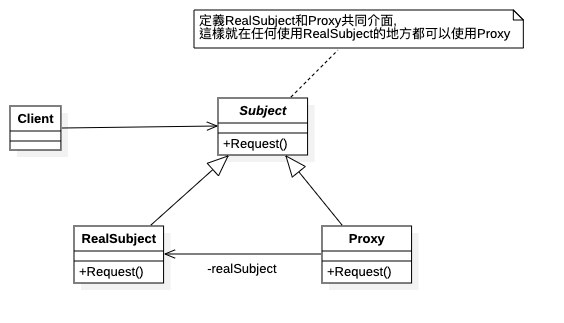 定義RealSubject和Proxy共同介面,
這樣就在任何使用RealSubject的地方都可以使用Proxy
Client
Subject
+Request()
RealSubject
+Request()
-realSubject
Proxy
+Request()